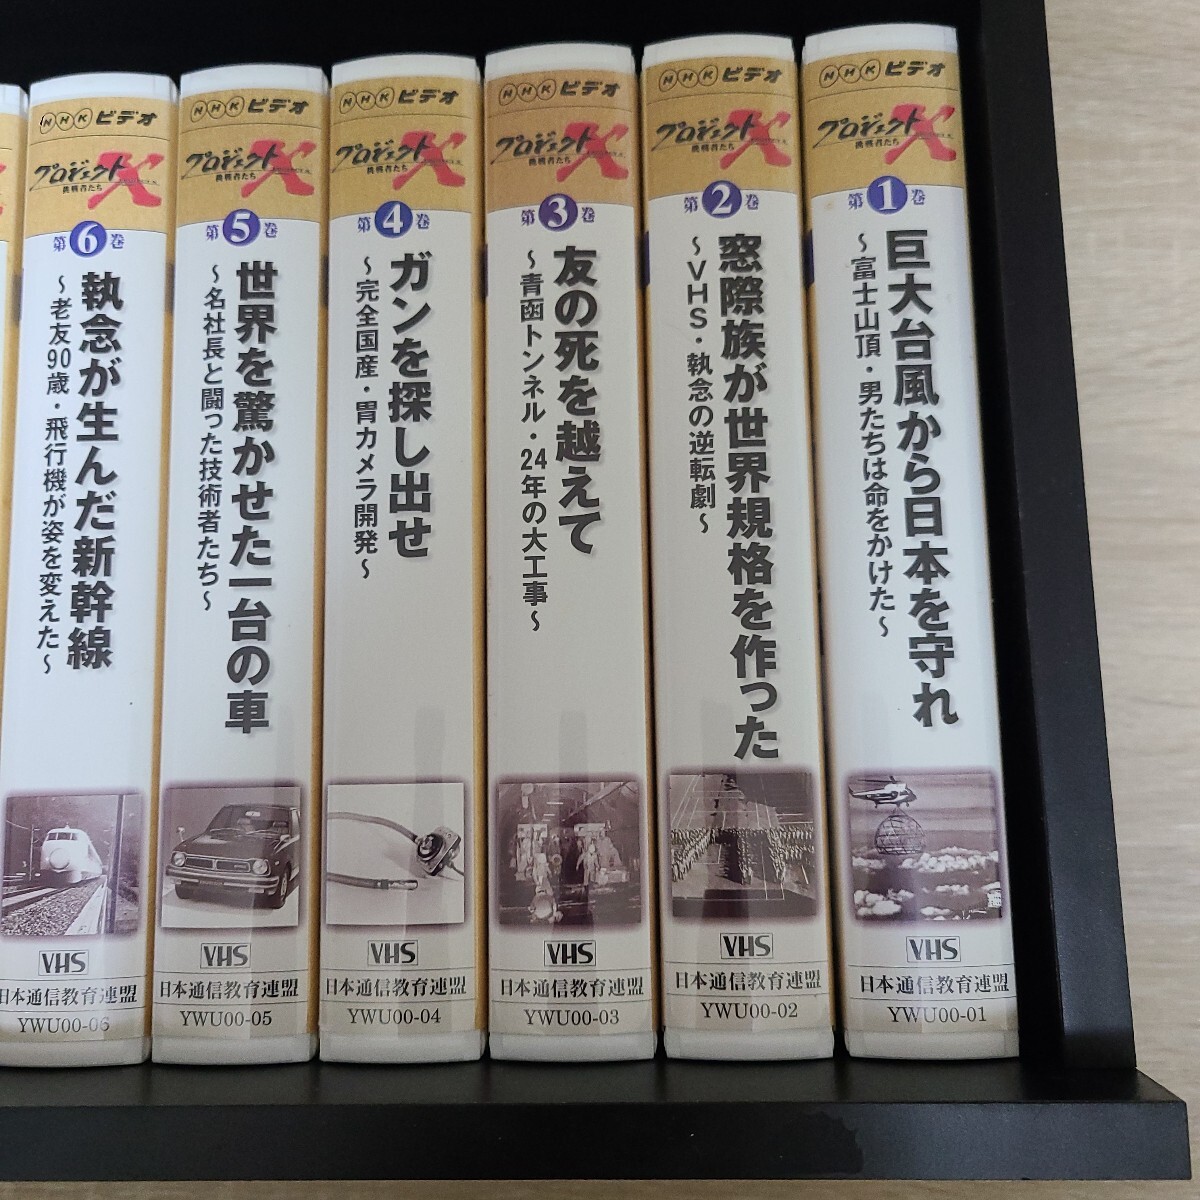 NHKビデオ
プロジェクトX
挑戦者たち
第1巻
巨大台風から日本を守れ
～富士山頂・男たちは命をかけた～
VHS
日本通信教育連盟
YWU00-01
NHKビデオ
プロジェクトX
挑戦者たち
第2巻
窓際族が世界規格を作った
～VHS・執念の逆転劇～
VHS
日本通信教育連盟
YWU00-02
NHKビデオ
プロジェクトX
挑戦者たち
第3巻
友の死を越えて
～青函トンネル・24年の大工事～
VHS
日本通信教育連盟
YWU00-03
NHKビデオ
プロジェクトX
挑戦者たち
第4巻
ガンを探し出せ
～完全国産・胃カメラ開発～
VHS
日本通信教育連盟
YWU00-04
NHKビデオ
プロジェクトX
挑戦者たち
第5巻
世界を驚かせた一台の車
～名社長と闘った技術者たち～
VHS
日本通信教育連盟
YWU00-05
NHKビデオ
プロジェクトX
挑戦者たち
第6巻
執念が生んだ新幹線
～老友90歳・飛行機が姿を変えた～
VHS
日本通信教育連盟
YWU00-06